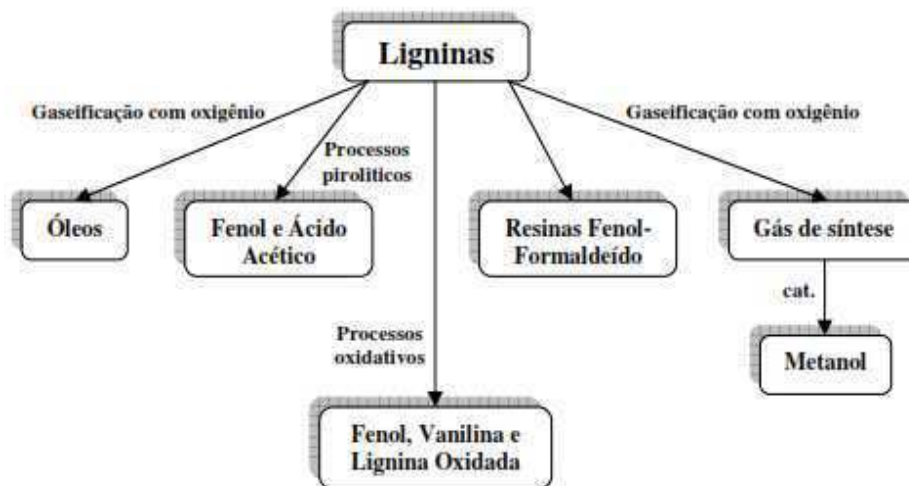 Ligninas
Gaseificação com oxigênio
Gaseificação com oxigênio
Processos
piroliticos
Óleos
Fenol e Ácido
Acético
Resinas Fenol-
Formaldeído
Gás de síntese
cat.
Processos
oxidativos
Metanol
Fenol, Vanilina e
Lignina Oxidada